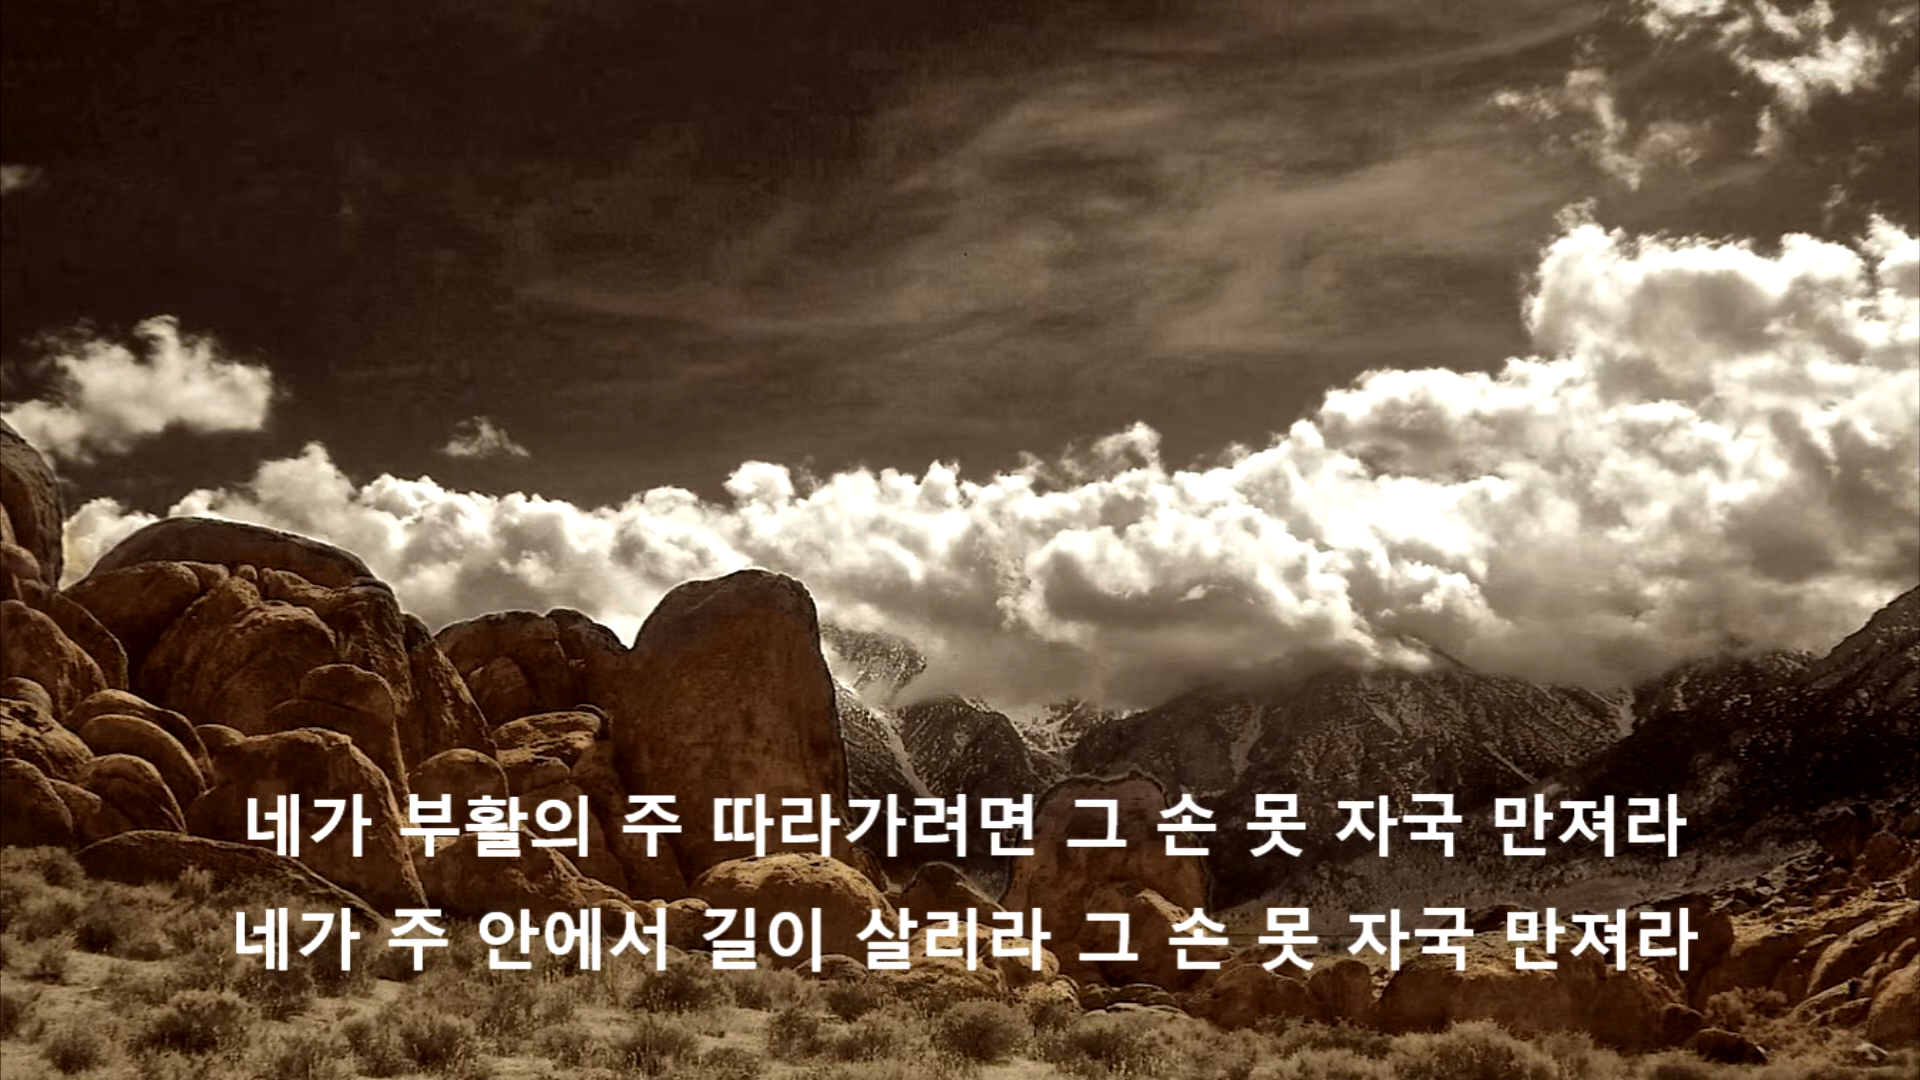 네가 부활의 주 따라가려면 그 손 못 자국 만져라
네가 주 안에서 길이 살리라 그 손 못 자국 만져라